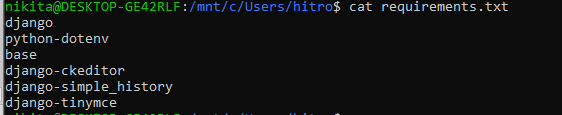 nikita@DESKTOP-GE42RLF:/mnt/c/Users/hitro$ cat requirements.txt
django
python-dotenv
base
django-ckeditor
django-simple_history
django-tinymce